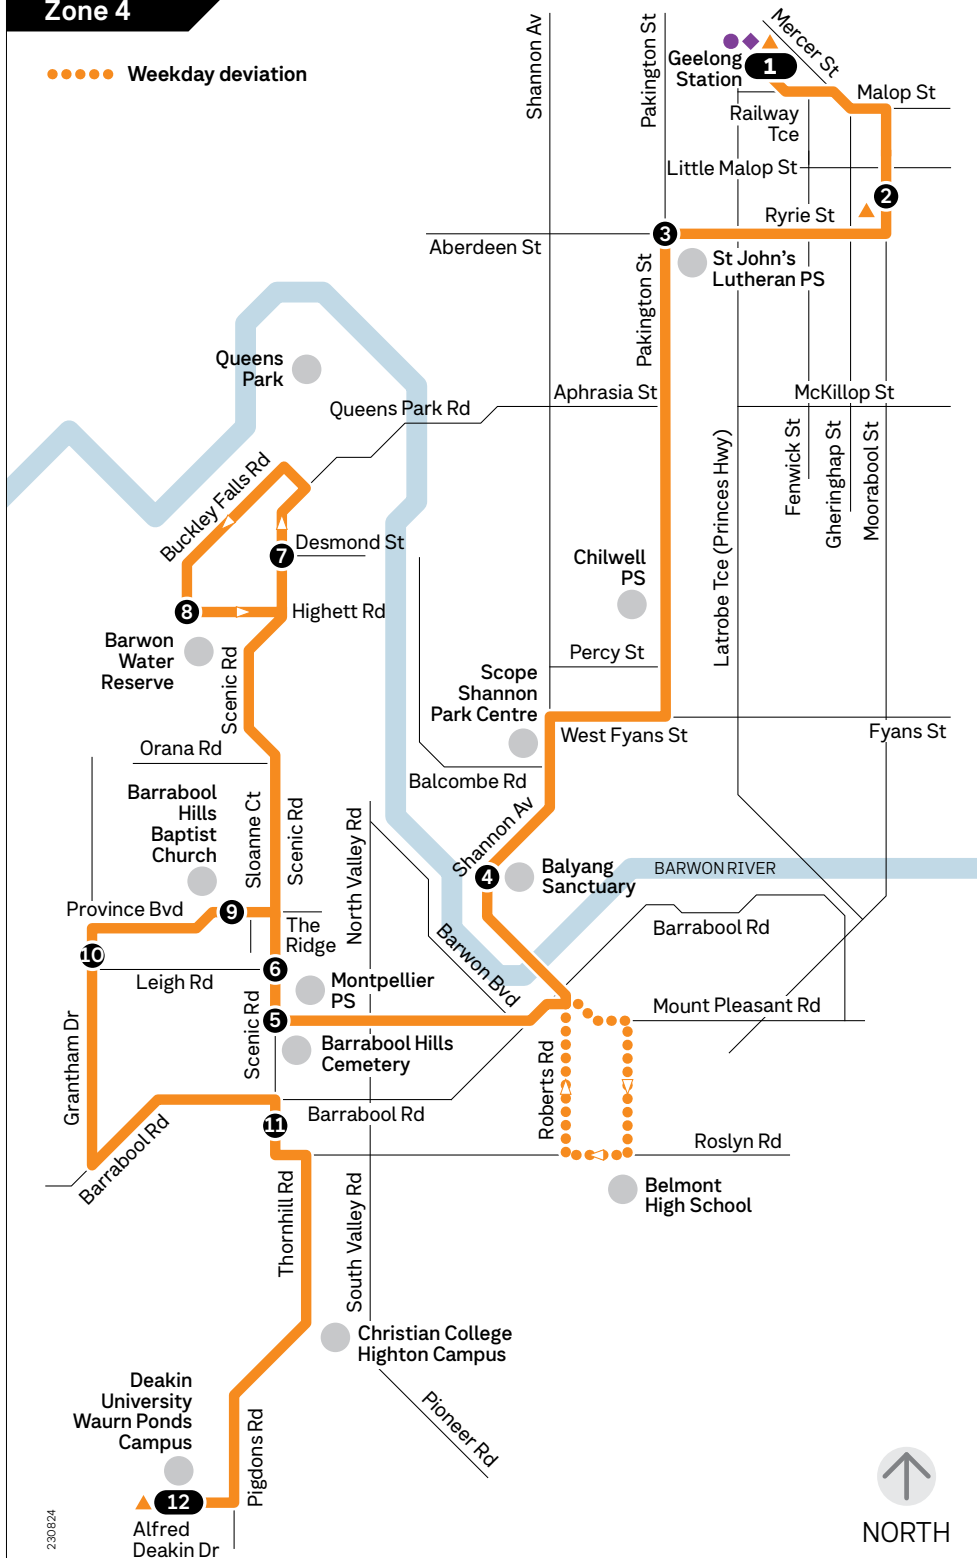 Zone 4
Weekday deviation
Shannon Av
Pakington St
Mercer St
Geelong
Station
1
Malop St
Railway
Tce
Little Malop St
2
Ryrie St
3
Aberdeen St
St John's
Lutheran PS
Pakington St
Queens
Park
Aphrasia St
McKillop St
Queens Park Rd
Latrobe Tce (Princes Hwy)
Fenwick St
Gheringhap St
Moorabool St
Buckley Falls Rd
7
Desmond St
Chilwell
PS
8
Highett Rd
Barwon
Water
Reserve
Scenic Rd
Percy St
Scope
Shannon
Park Centre
West Fyans St
Fyans St
Orana Rd
Balcombe Rd
Barrabool
Hills
Baptist
Church
Sloanne Ct
Scenic Rd
North Valley Rd
Shannon Av
4
Balyang
Sanctuary
BARWON RIVER
Province Bvd
9
The
Ridge
Barrabool Rd
Barwon Bvd
10
Leigh Rd
6
Montpellier
PS
Mount Pleasant Rd
Scenic Rd
5
Barrabool Hills
Cemetery
Grantham Dr
Roberts Rd
Barrabool Rd
11
Barrabool Rd
Roslyn Rd
Thornhill Rd
South Valley Rd
Belmont
High School
Christian College
Highton Campus
Deakin
University
Waurn Ponds
Campus
Pigdons Rd
Pioneer Rd
12
Alfred
Deakin Dr
230824
NORTH